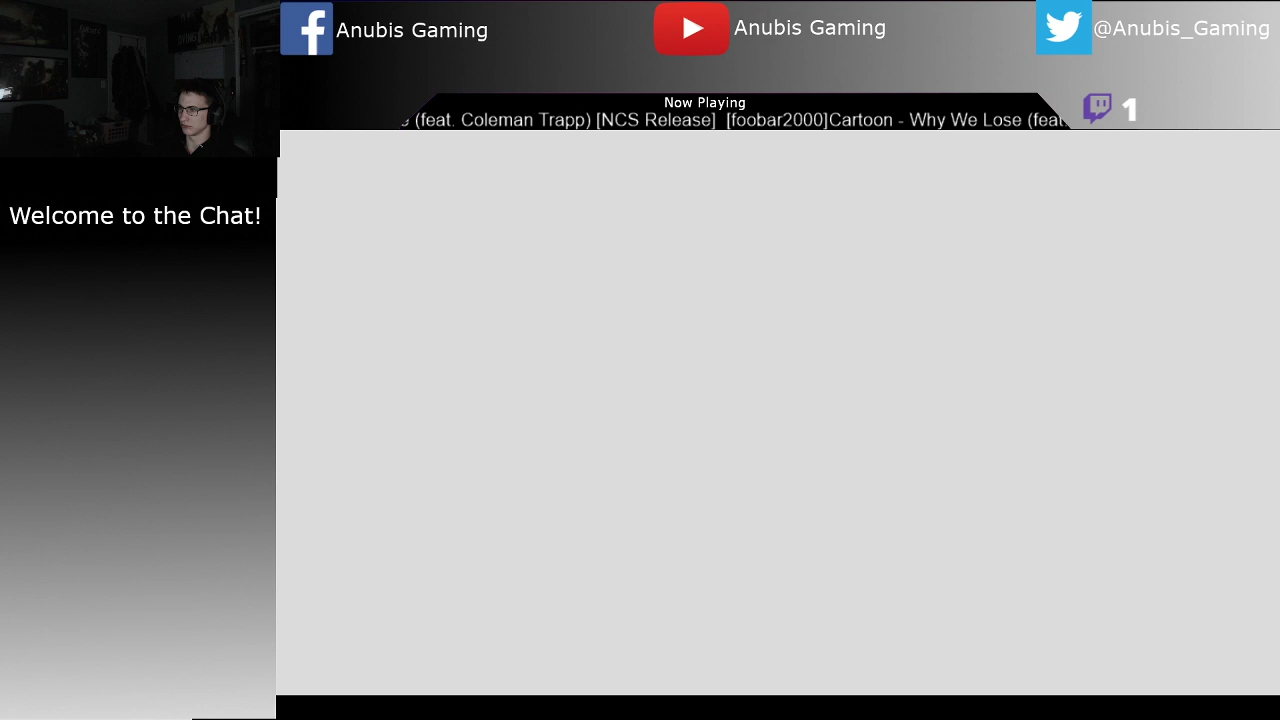 Anubis Gaming
Anubis Gaming
@Anubis_Gaming
Now Playing
(feat. Coleman Trapp) [NCS Release] [foobar2000]Cartoon - Why We Lose (feat
1
Welcome to the Chat!